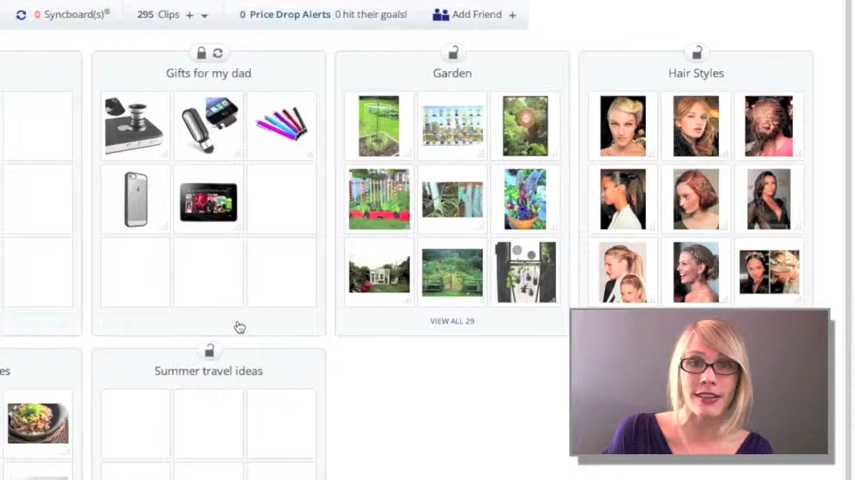 0 Syncboard(s)®
295 Clips +
0 Price Drop Alerts 0 hit their goals!
Add Friend +
Gifts for my dad
Garden
Hair Styles
VIEW ALL 29
es
Summer travel ideas